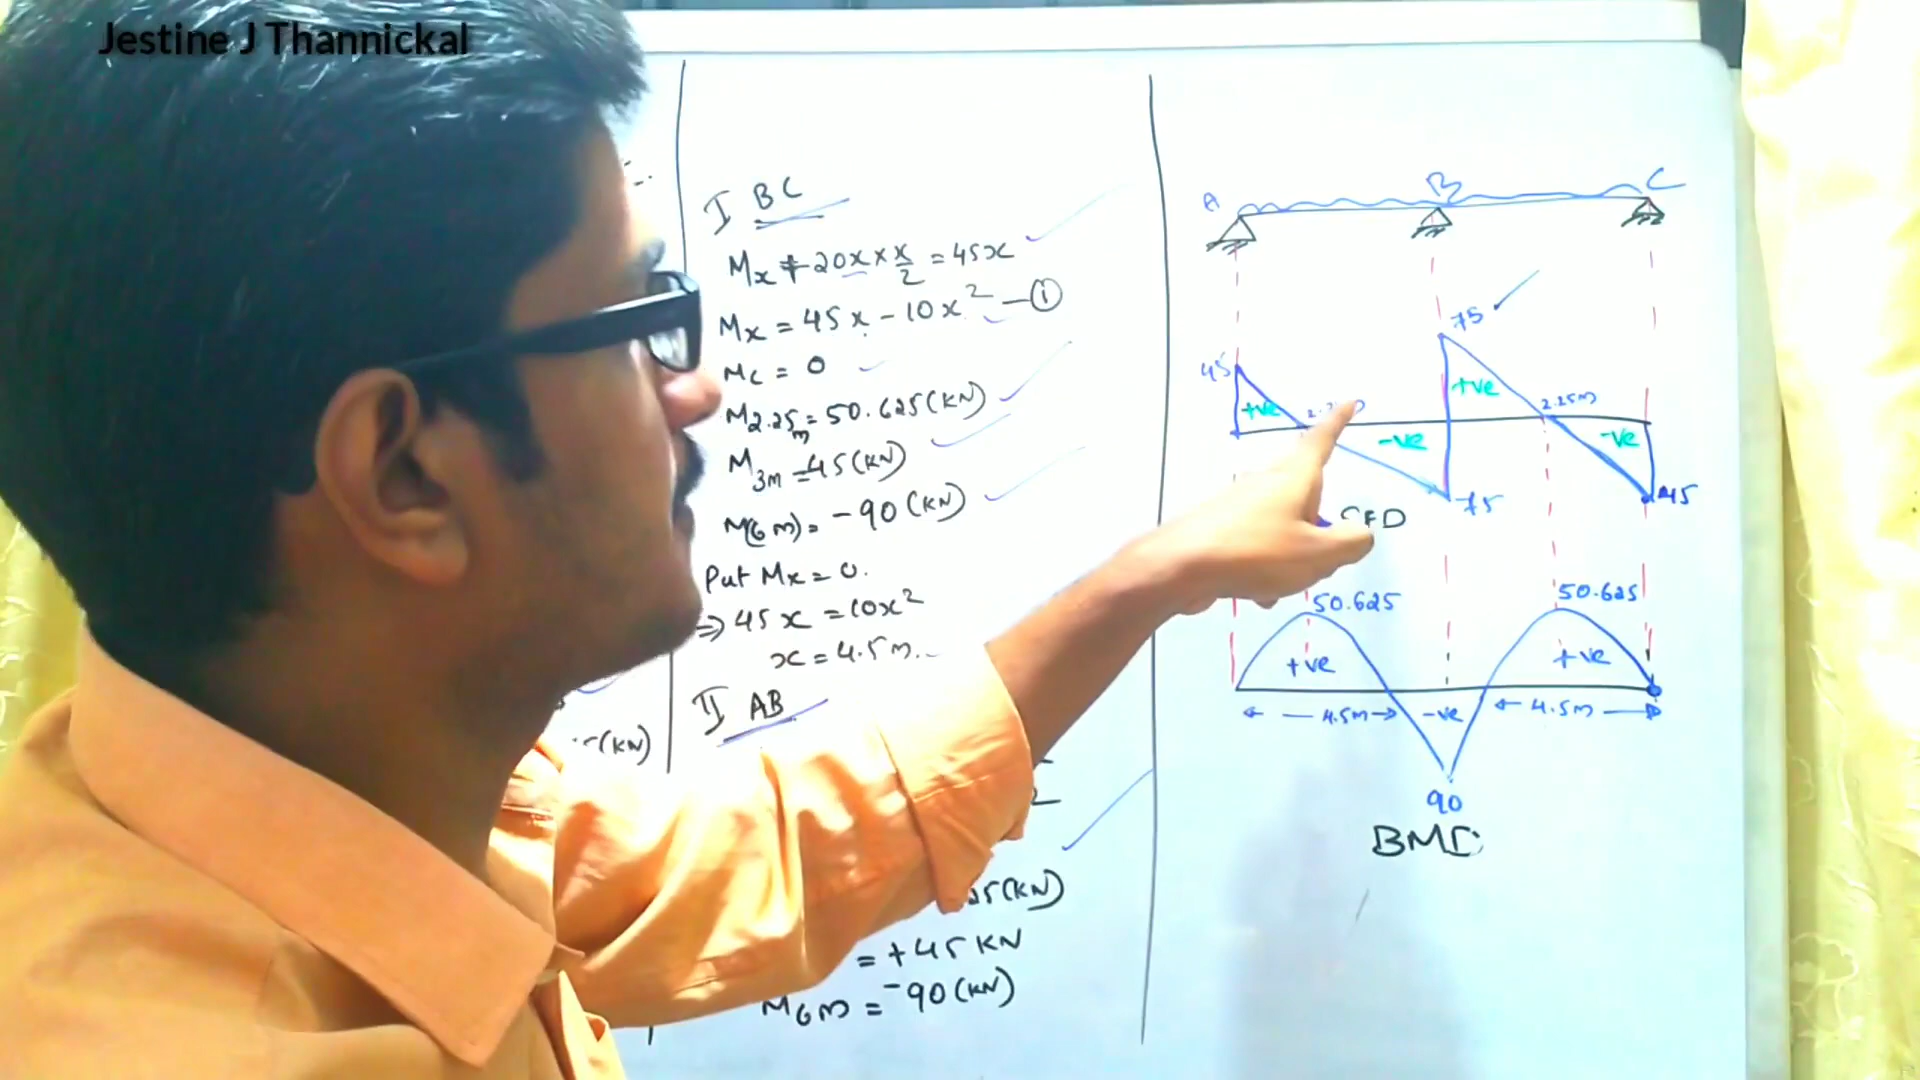 Jestine J Thannickal
I BC
Mx + 20x × x/2 = 45x
Mx = 45x - 10x² - ①
Mc = 0
M2.25m = 50.625 (KN)
M3m = 45 (KN)
M(6m) = -90 (KN)
Put Mx = 0.
⇒ 45x = 10x²
x = 4.5m.
II AB
(KN)
25 (KN)
= +45 KN
M6m = -90 (KN)
A B C
75
45
+ve +ve
2.25m
-ve -ve
-75 45
SFD
50.625 50.625
+ve +ve
4.5m -ve 4.5m
90
BMD